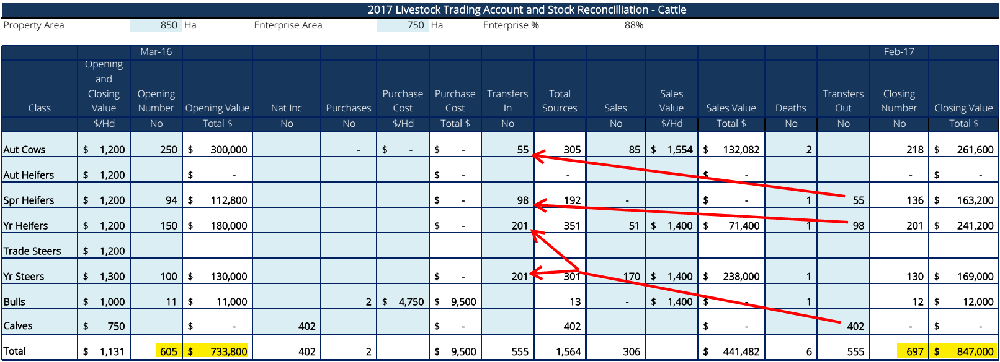 2017 Livestock Trading Account and Stock Reconcilliation - Cattle
Property Area 850 Ha Enterprise Area 750 Ha Enterprise % 88%
Mar-16 Feb-17
Opening
and
Closing Opening Purchase Purchase Transfers Total Sales Transfers Closing
Class Value Number Opening Value Nat Inc Purchases Cost Cost In Sources Sales Value Sales Value Deaths Out Number Closing Value
$/Hd No Total $ No No $/Hd Total $ No No $/Hd Total $ No No No Total $
Aut Cows $ 1,200 250 $ 300,000 - $ - $ - 55 305 85 $ 1,554 $ 132,082 2 218 $ 261,600
Aut Heifers $ 1,200 $ - $ - - $ - - $ -
Spr Heifers $ 1,200 94 $ 112,800 $ - 98 192 - $ - 1 55 136 $ 163,200
Yr Heifers $ 1,200 150 $ 180,000 $ - 201 351 51 $ 1,400 $ 71,400 1 98 201 $ 241,200
Trade Steers $ 1,200
Yr Steers $ 1,300 100 $ 130,000 $ - 201 301 170 $ 1,400 $ 238,000 1 130 $ 169,000
Bulls $ 1,000 11 $ 11,000 2 $ 4,750 $ 9,500 13 - $ 1,400 $ - 1 12 $ 12,000
Calves $ 750 $ - 402 $ - 402 $ - 402 - $ -
Total $ 1,131 605 $ 733,800 402 2 $ 9,500 555 1,564 306 $ 441,482 6 555 697 $ 847,000